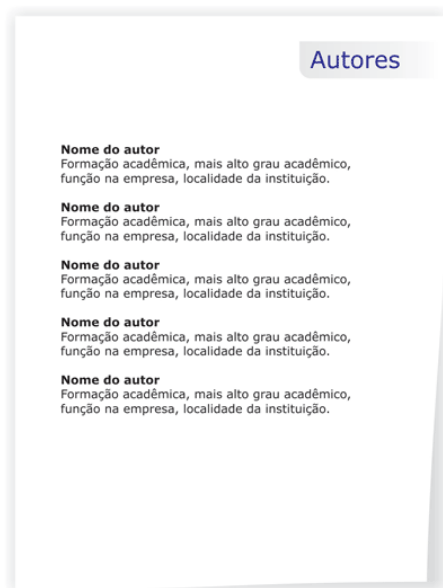 Autores
Nome do autor
Formação acadêmica, mais alto grau acadêmico,
função na empresa, localidade da instituição.
Nome do autor
Formação acadêmica, mais alto grau acadêmico,
função na empresa, localidade da instituição.
Nome do autor
Formação acadêmica, mais alto grau acadêmico,
função na empresa, localidade da instituição.
Nome do autor
Formação acadêmica, mais alto grau acadêmico,
função na empresa, localidade da instituição.
Nome do autor
Formação acadêmica, mais alto grau acadêmico,
função na empresa, localidade da instituição.